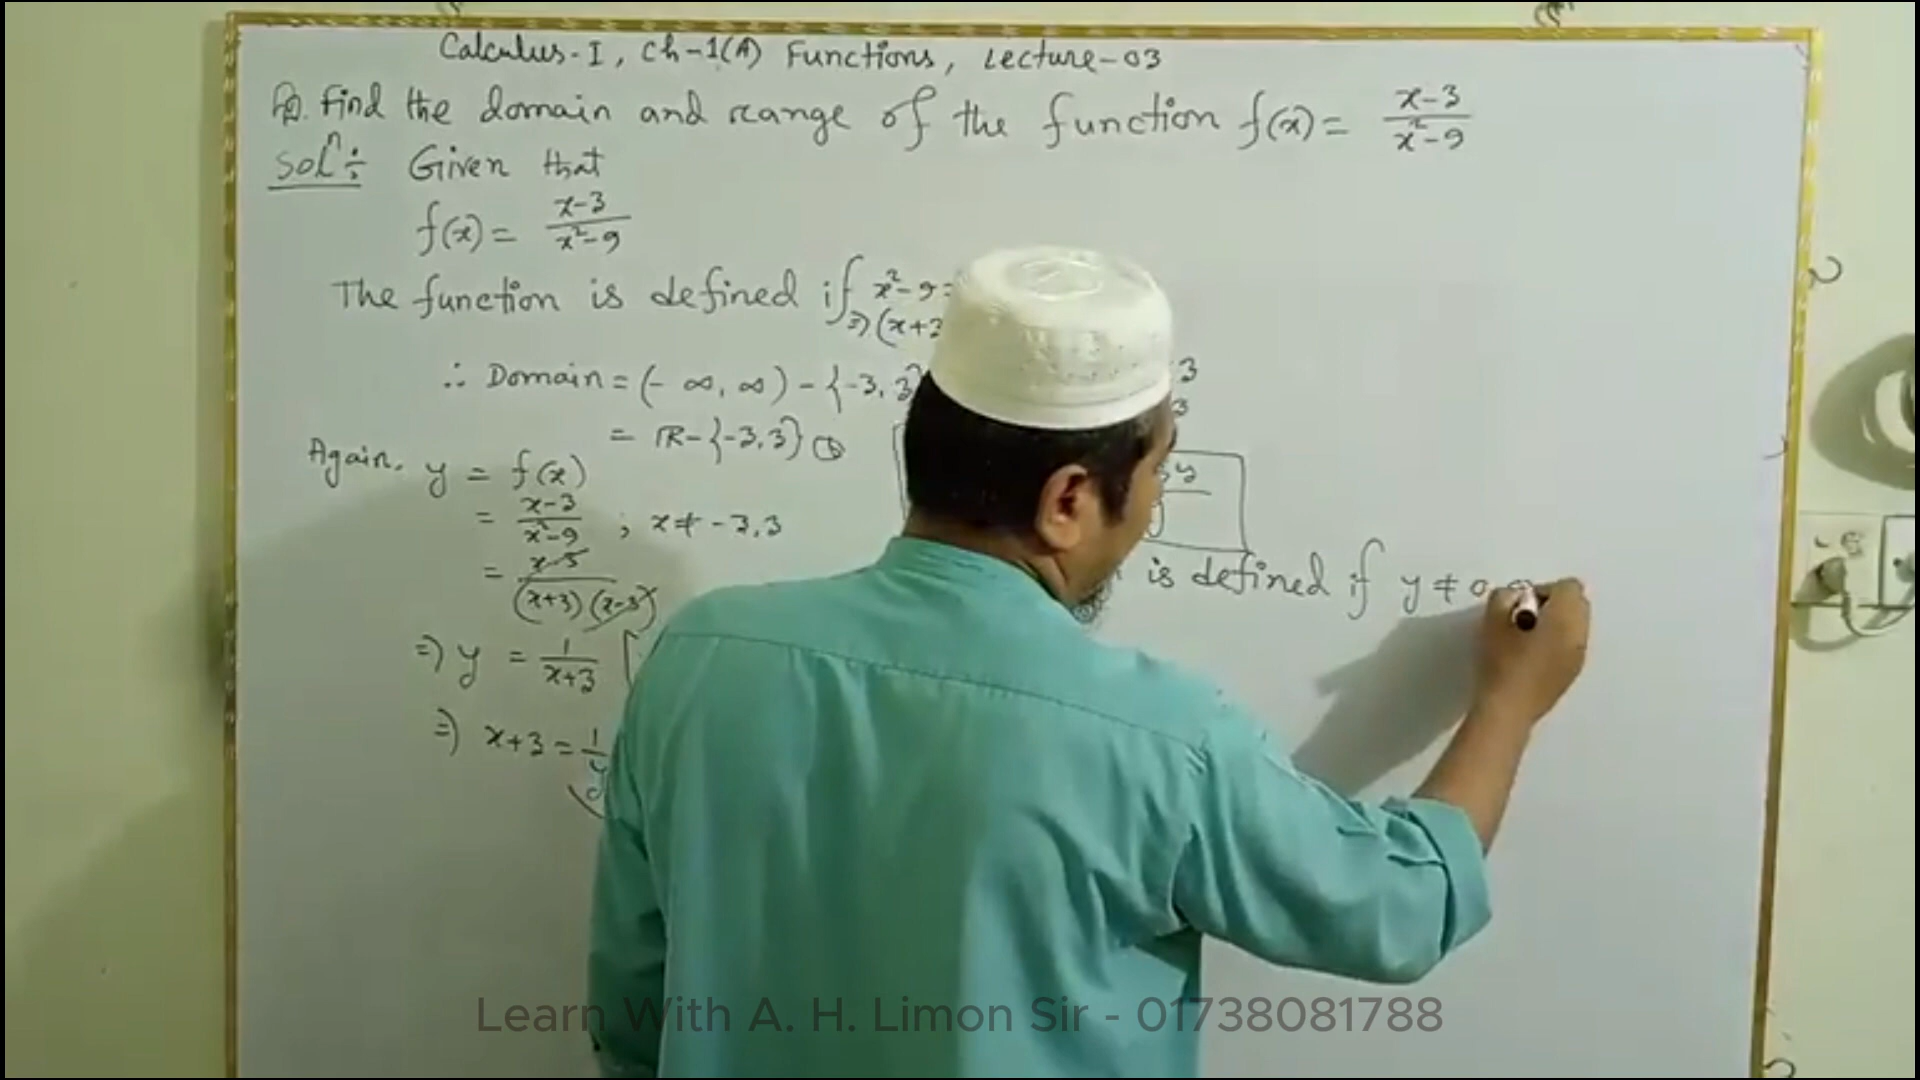 Calculus-I, Ch-1(A) Functions, Lecture-03
Find the domain and range of the function f(x) = x-3 / x²-9
Solⁿ: Given that
f(x) = x-3 / x²-9
The function is defined if x²-9
⇒ (x+3
∴ Domain = (-∞, ∞) - {-3, 3
3
= IR-{-3,3}
Again, y = f(x)
= x-3 / x²-9 ; x ≠ -3,3
= x-3 / (x+3)(x-3)
y
is defined if y ≠ 0
⇒ y = 1 / x+3
⇒ x+3 = 1 / y
Learn With A. H. Limon Sir - 01738081788